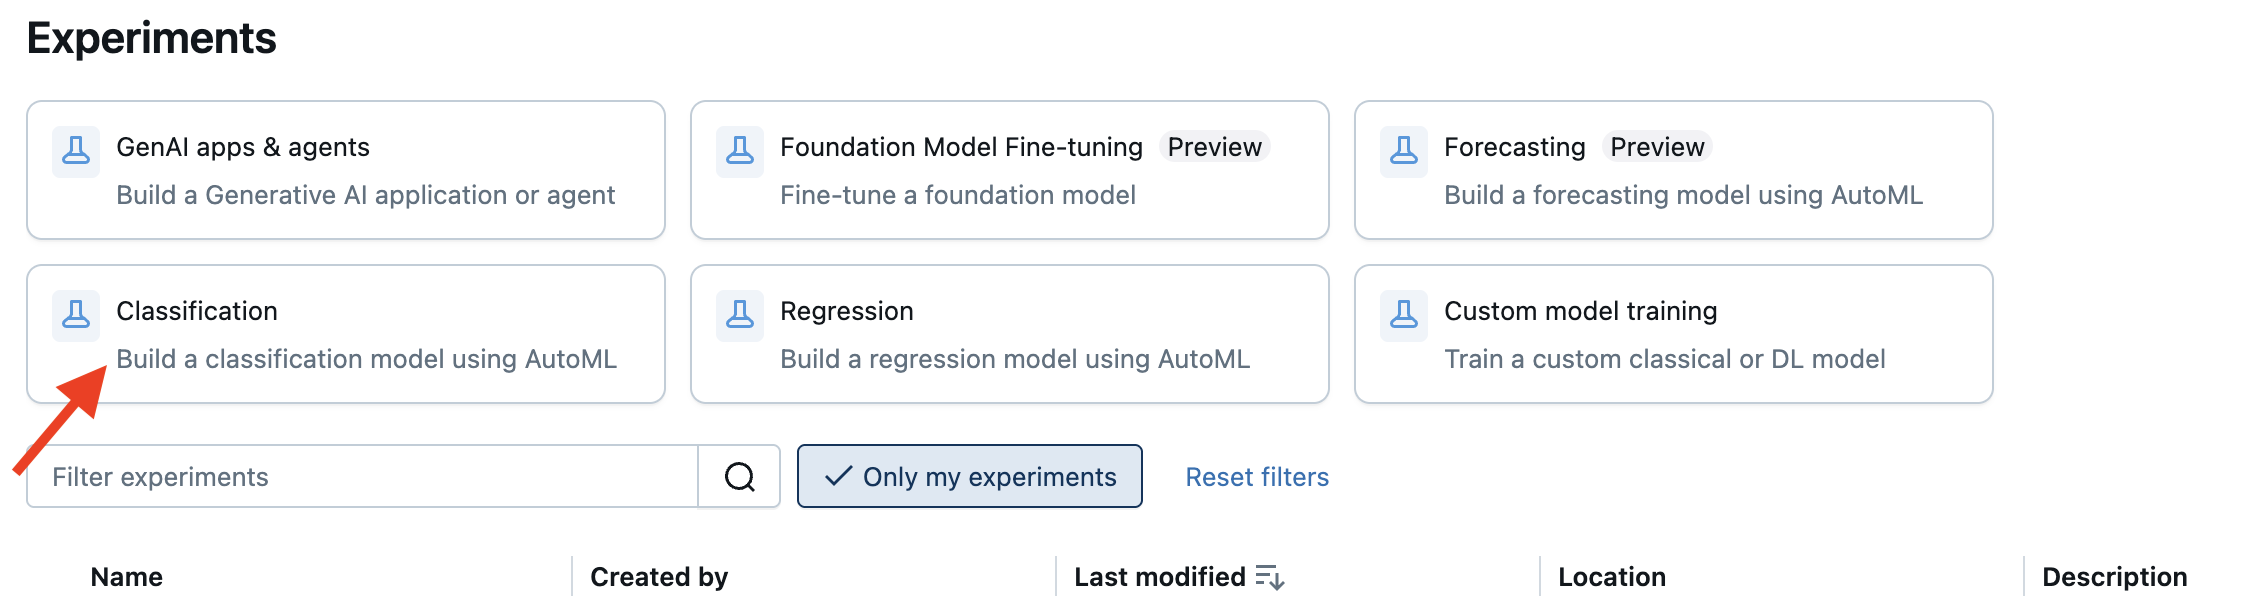 Experiments
GenAI apps & agents
Build a Generative AI application or agent
Foundation Model Fine-tuning Preview
Fine-tune a foundation model
Forecasting Preview
Build a forecasting model using AutoML
Classification
Build a classification model using AutoML
Regression
Build a regression model using AutoML
Custom model training
Train a custom classical or DL model
Filter experiments
Only my experiments
Reset filters
Name Created by Last modified Location Description